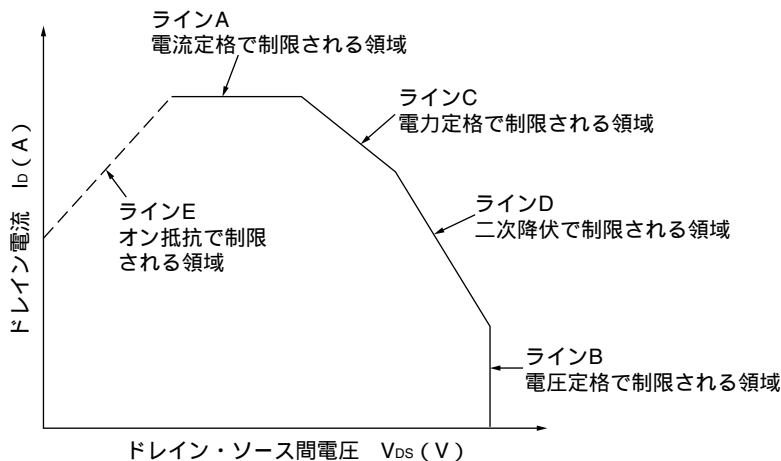 ラインA
電流定格で制限される領域
ラインC
電力定格で制限される領域
ラインE
オン抵抗で制限
される領域
ラインD
二次降伏で制限される領域
ラインB
電圧定格で制限される領域
ドレイン電流 ID(A)
ドレイン・ソース間電圧 VDS(V)